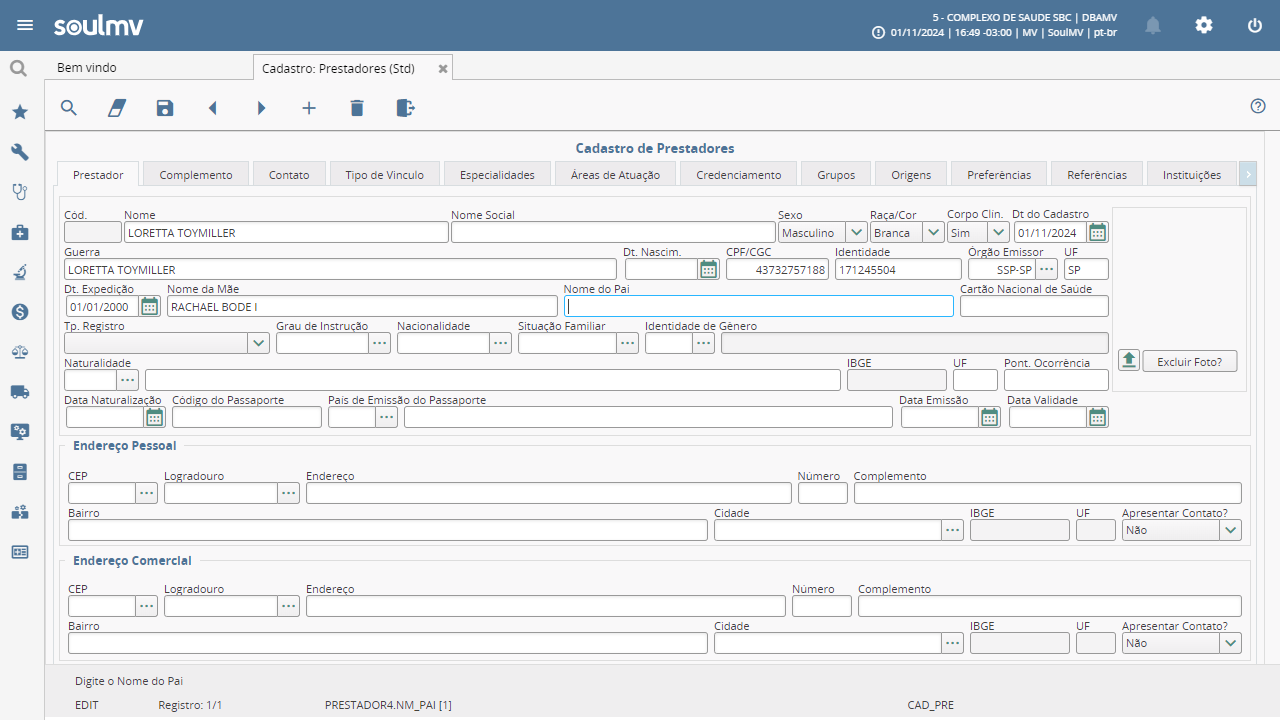 soulmv
5 - COMPLEXO DE SAUDE SBC | DBAMV
01/11/2024 | 16:49 -03:00 | MV | SoulMV | pt-br
Bem vindo
Cadastro: Prestadores (Std)
Cadastro de Prestadores
Prestador Complemento Contato Tipo de Vinculo Especialidades Áreas de Atuação Credenciamento Grupos Origens Preferências Referências Instituições
Cód. Nome Nome Social Sexo Raça/Cor Corpo Clin. Dt do Cadastro
LORETTA TOYMILLER Masculino Branca Sim 01/11/2024
Guerra Dt. Nascim. CPF/CGC Identidade Órgão Emissor UF
LORETTA TOYMILLER 43732757188 171245504 SSP-SP SP
Dt. Expedição Nome da Mãe Nome do Pai Cartão Nacional de Saúde
01/01/2000 RACHAEL BODE I
Tp. Registro Grau de Instrução Nacionalidade Situação Familiar Identidade de Gênero
Naturalidade IBGE UF Pont. Ocorrência
Excluir Foto?
Data Naturalização Código do Passaporte País de Emissão do Passaporte Data Emissão Data Validade
Endereço Pessoal
CEP Logradouro Endereço Número Complemento
Bairro Cidade IBGE UF Apresentar Contato?
Não
Endereço Comercial
CEP Logradouro Endereço Número Complemento
Bairro Cidade IBGE UF Apresentar Contato?
Não
Digite o Nome do Pai
EDIT Registro: 1/1 PRESTADOR4.NM_PAI [1] CAD_PRE